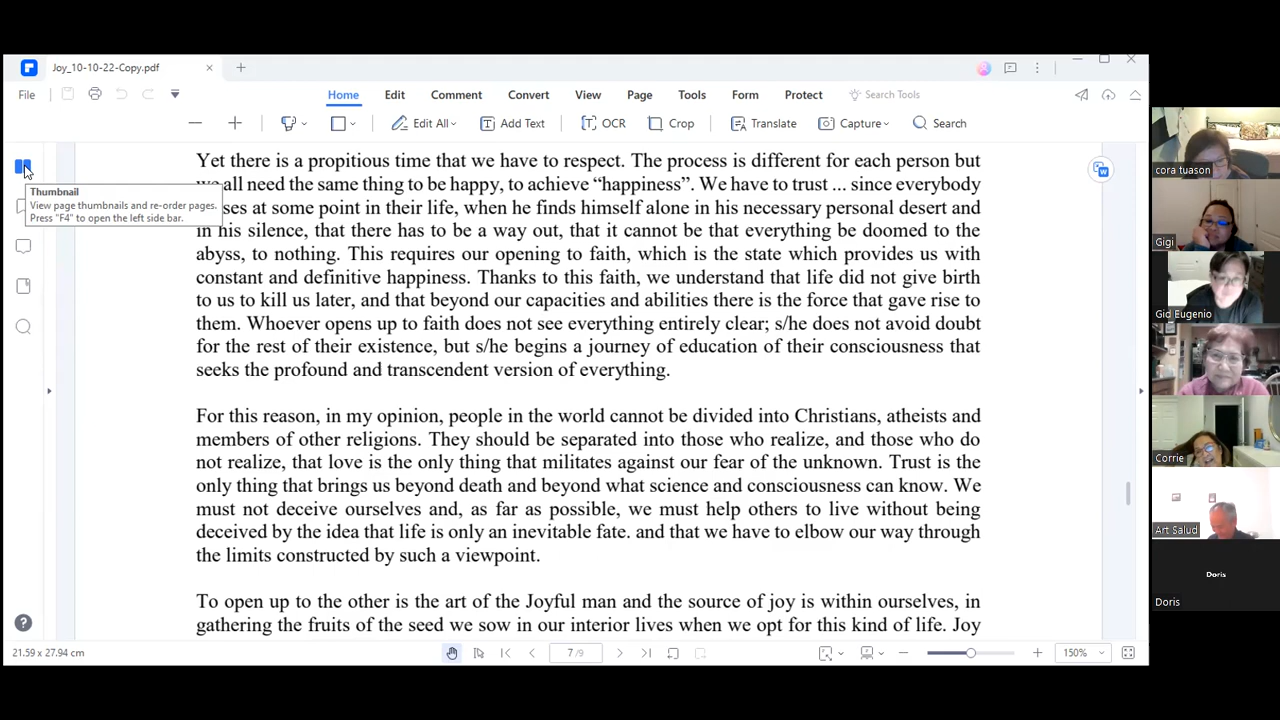 Joy_10-10-22-Copy.pdf
File
Home Edit Comment Convert View Page Tools Form Protect Search Tools
Edit All Add Text OCR Crop Translate Capture Search
Yet there is a propitious time that we have to respect. The process is different for each person but
we all need the same thing to be happy, to achieve “happiness”. We have to trust ... since everybody
Thumbnail
View page thumbnails and re-order pages.
Press "F4" to open the left side bar.
ses at some point in their life, when he finds himself alone in his necessary personal desert and
in his silence, that there has to be a way out, that it cannot be that everything be doomed to the
abyss, to nothing. This requires our opening to faith, which is the state which provides us with
constant and definitive happiness. Thanks to this faith, we understand that life did not give birth
to us to kill us later, and that beyond our capacities and abilities there is the force that gave rise to
them. Whoever opens up to faith does not see everything entirely clear; s/he does not avoid doubt
for the rest of their existence, but s/he begins a journey of education of their consciousness that
seeks the profound and transcendent version of everything.
For this reason, in my opinion, people in the world cannot be divided into Christians, atheists and
members of other religions. They should be separated into those who realize, and those who do
not realize, that love is the only thing that militates against our fear of the unknown. Trust is the
only thing that brings us beyond death and beyond what science and consciousness can know. We
must not deceive ourselves and, as far as possible, we must help others to live without being
deceived by the idea that life is only an inevitable fate. and that we have to elbow our way through
the limits constructed by such a viewpoint.
To open up to the other is the art of the Joyful man and the source of joy is within ourselves, in
gathering the fruits of the seed we sow in our interior lives when we opt for this kind of life. Joy
21.59 x 27.94 cm
7/9
150%
cora tuason
Gigi
Gid Eugenio
Corrie
Art Salud
Doris
Doris